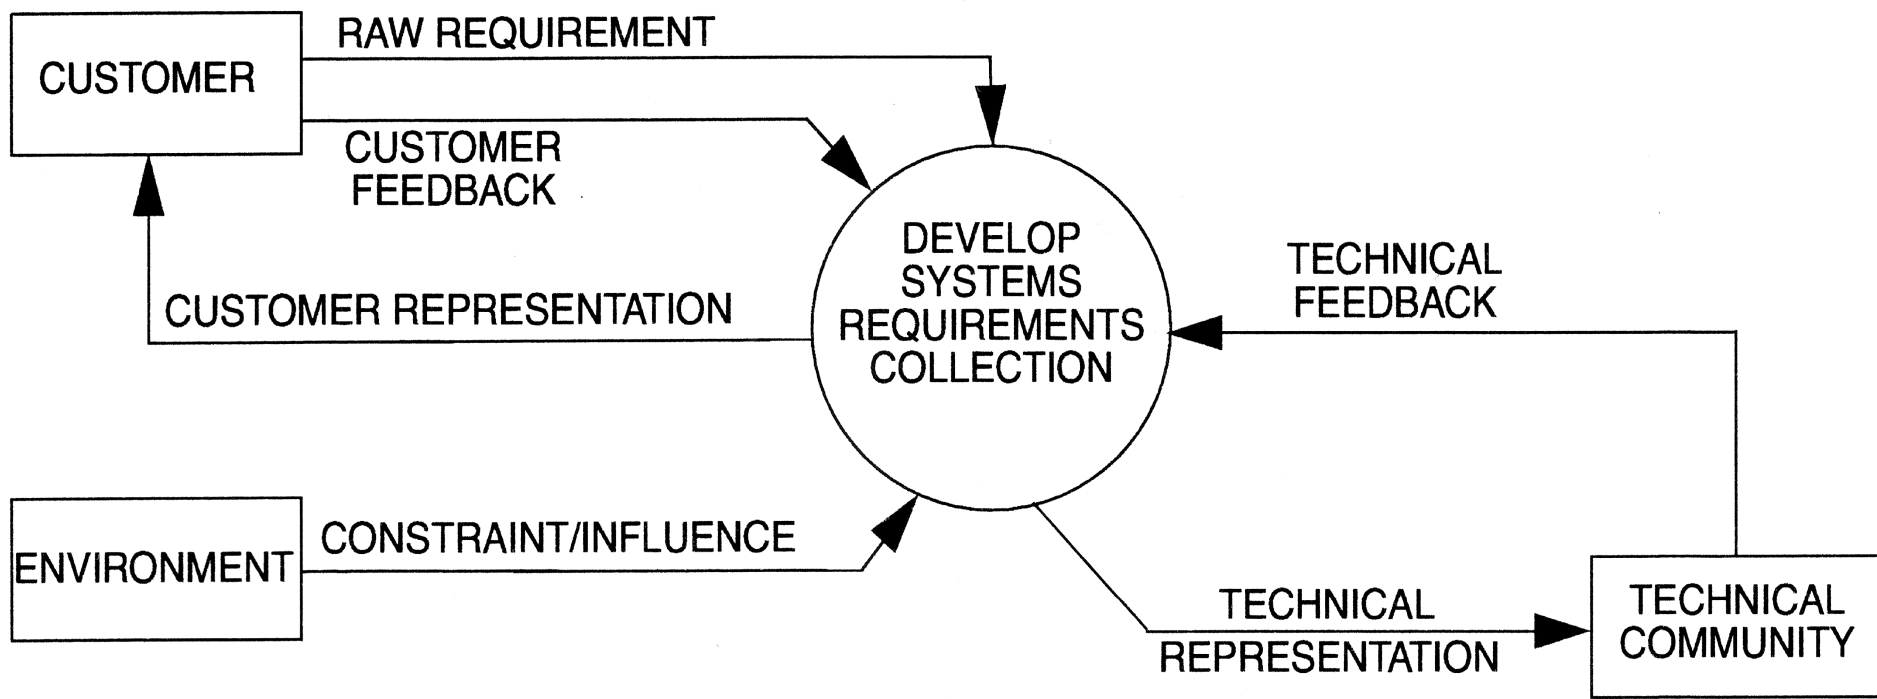 RAW REQUIREMENT
CUSTOMER
CUSTOMER
FEEDBACK
CUSTOMER REPRESENTATION
DEVELOP
SYSTEMS
REQUIREMENTS
COLLECTION
TECHNICAL
FEEDBACK
ENVIRONMENT
CONSTRAINT/INFLUENCE
TECHNICAL
REPRESENTATION
TECHNICAL
COMMUNITY